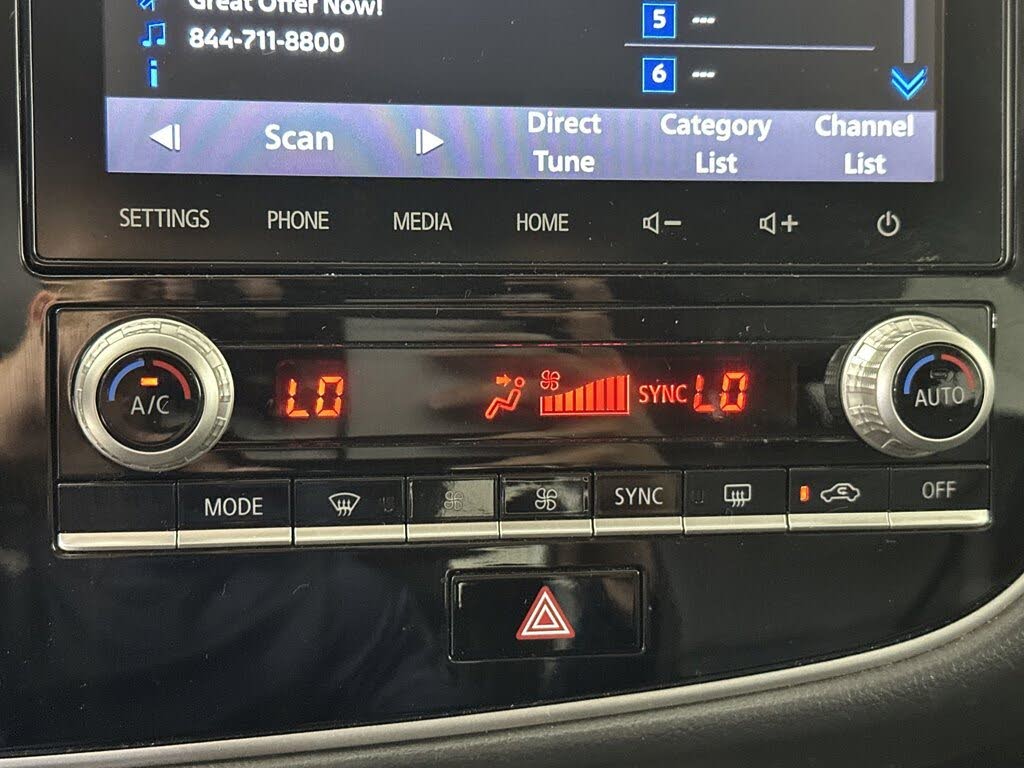 Great Offer Now!
844-711-8800
5 ---
6 ---
Scan
Direct Tune
Category List
Channel List
SETTINGS PHONE MEDIA HOME
A/C
LO
SYNC LO
AUTO
MODE
SYNC
OFF